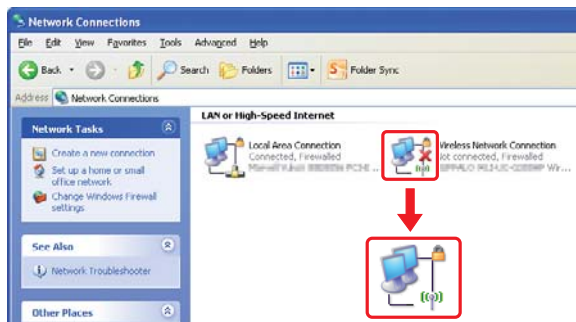 Network Connections
File Edit View Favorites Tools Advanced Help
Back Search Folders Folder Sync
Address Network Connections
Network Tasks
Create a new connection
Set up a home or small
office network
Change Windows Firewall
settings
See Also
Network Troubleshooter
Other Places
LAN or High-Speed Internet
Local Area Connection
Connected, Firewalled
Wireless Network Connection
Not connected, Firewalled